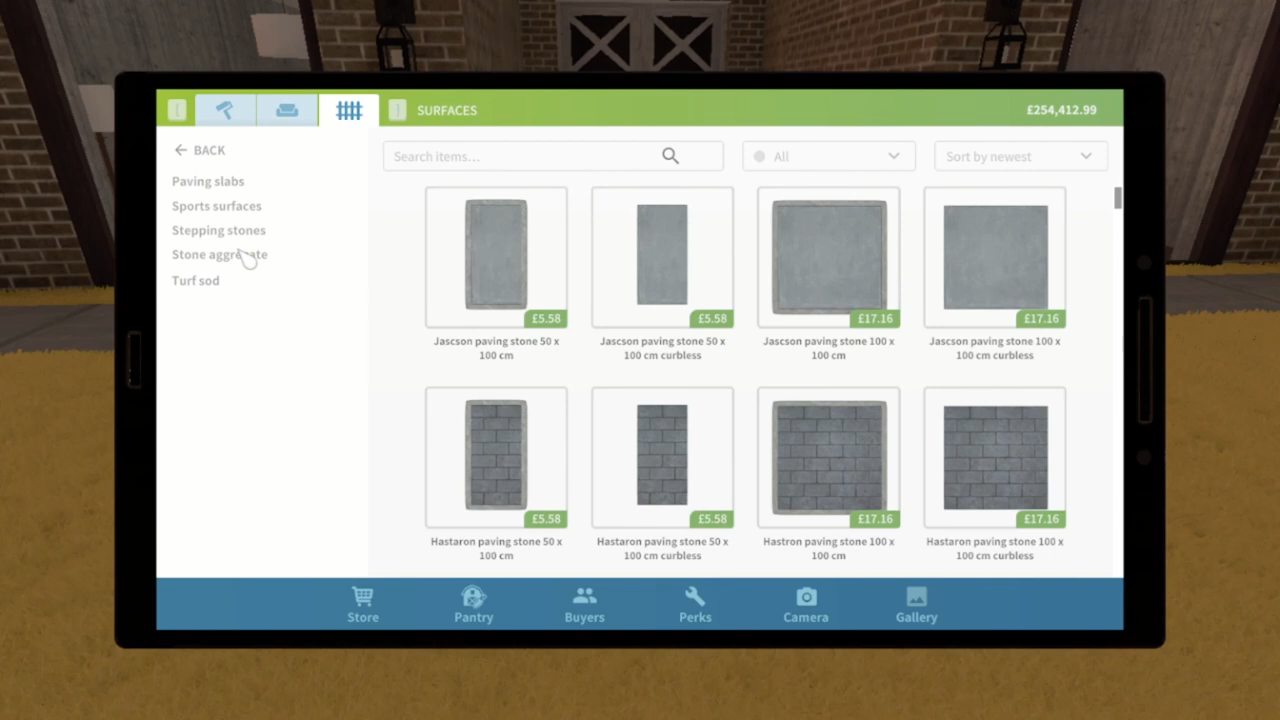 [
]
SURFACES
£254,412.99
BACK
Search items...
All
Sort by newest
Paving slabs
Sports surfaces
Stepping stones
Stone aggregate
Turf sod
£5.58
£5.58
£17.16
£17.16
Jascson paving stone 50 x
100 cm
Jascson paving stone 50 x
100 cm curbless
Jascson paving stone 100 x
100 cm
Jascson paving stone 100 x
100 cm curbless
£5.58
£5.58
£17.16
£17.16
Hastaron paving stone 50 x
100 cm
Hastaron paving stone 50 x
100 cm curbless
Hastron paving stone 100 x
100 cm
Hastaron paving stone 100 x
100 cm curbless
Store
Pantry
Buyers
Perks
Camera
Gallery